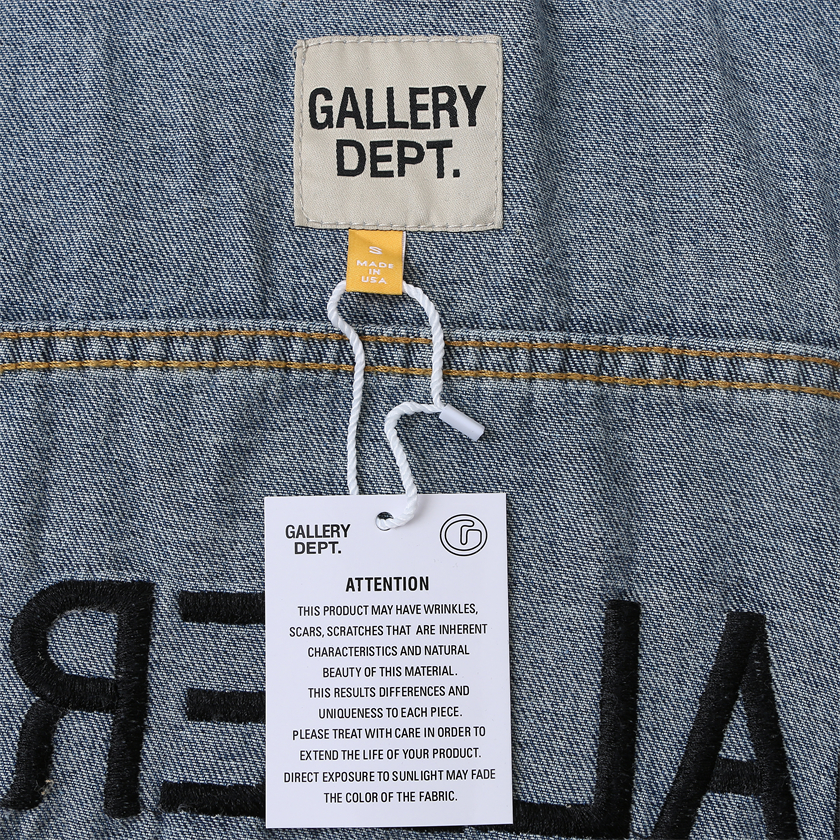 GALLERY
DEPT.
S
MADE
IN
USA
GALLERY
DEPT.
ATTENTION
THIS PRODUCT MAY HAVE WRINKLES,
SCARS, SCRATCHES THAT ARE INHERENT
CHARACTERISTICS AND NATURAL
BEAUTY OF THIS MATERIAL.
THIS RESULTS DIFFERENCES AND
UNIQUENESS TO EACH PIECE.
PLEASE TREAT WITH CARE IN ORDER TO
EXTEND THE LIFE OF YOUR PRODUCT.
DIRECT EXPOSURE TO SUNLIGHT MAY FADE
THE COLOR OF THE FABRIC.